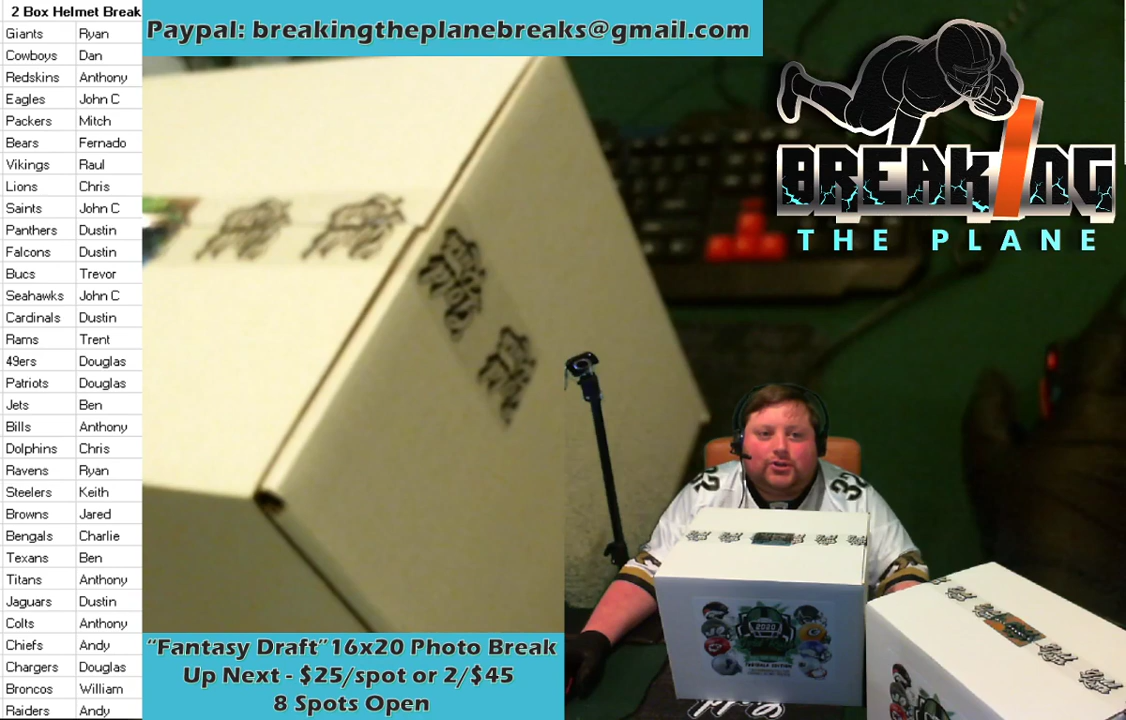 2 Box Helmet Break
Giants Ryan
Cowboys Dan
Redskins Anthony
Eagles John C
Packers Mitch
Bears Fernado
Vikings Raul
Lions Chris
Saints John C
Panthers Dustin
Falcons Dustin
Bucs Trevor
Seahawks John C
Cardinals Dustin
Rams Trent
49ers Douglas
Patriots Douglas
Jets Ben
Bills Anthony
Dolphins Chris
Ravens Ryan
Steelers Keith
Browns Jared
Bengals Charlie
Texans Ben
Titans Anthony
Jaguars Dustin
Colts Anthony
Chiefs Andy
Chargers Douglas
Broncos William
Raiders Andy
Paypal: breakingtheplanebreaks@gmail.com
BREAKING
THE PLANE
32
32
2020
“Fantasy Draft” 16x20 Photo Break
Up Next - $25/spot or 2/$45
8 Spots Open